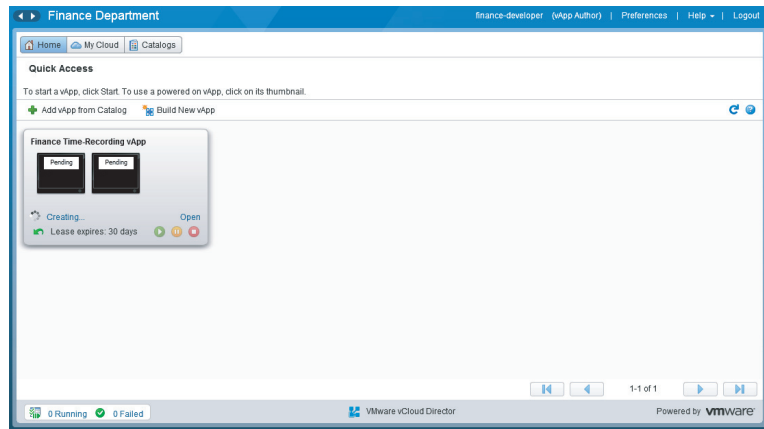 Finance Department
finance-developer (vApp Author) | Preferences | Help | Logout
Home My Cloud Catalogs
Quick Access
To start a vApp, click Start. To use a powered on vApp, click on its thumbnail.
Add vApp from Catalog Build New vApp
Finance Time-Recording vApp
Pending Pending
Creating... Open
Lease expires: 30 days
1-1 of 1
0 Running 0 Failed VMware vCloud Director Powered by vmware